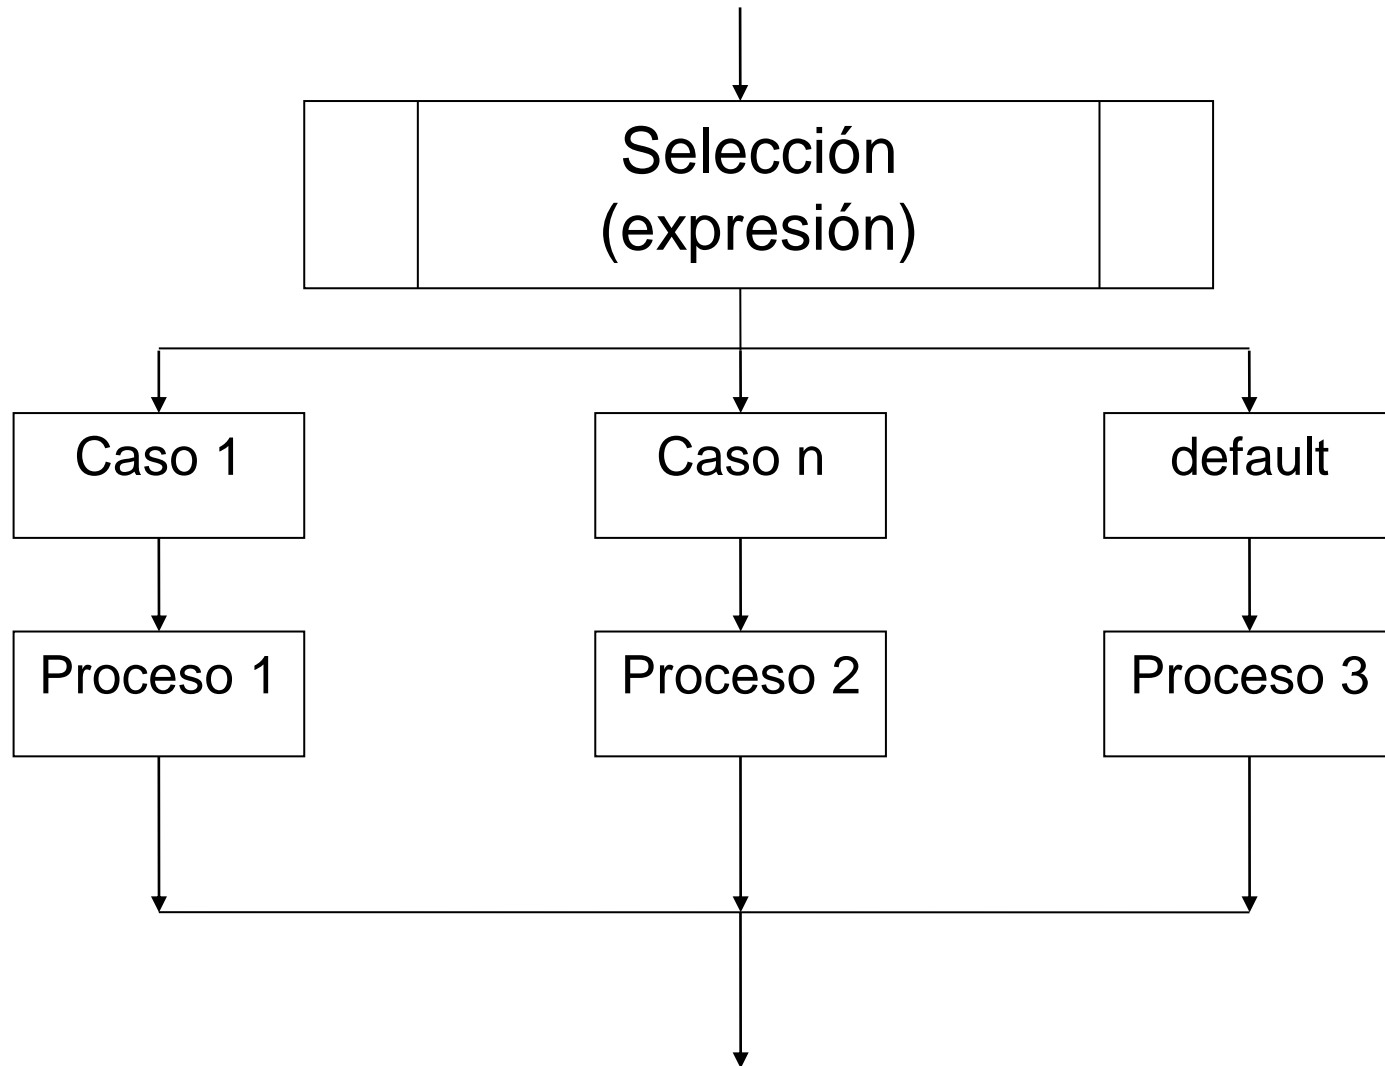 Selección
(expresión)
Caso 1
Caso n
default
Proceso 1
Proceso 2
Proceso 3